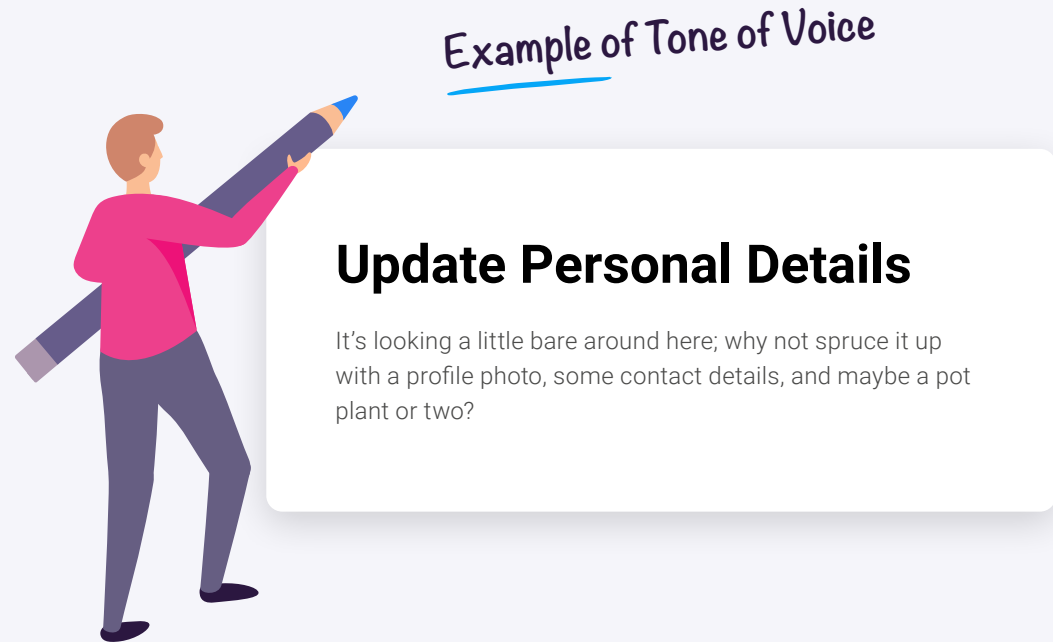 Example of Tone of Voice
Update Personal Details
It’s looking a little bare around here; why not spruce it up
with a profile photo, some contact details, and maybe a pot
plant or two?